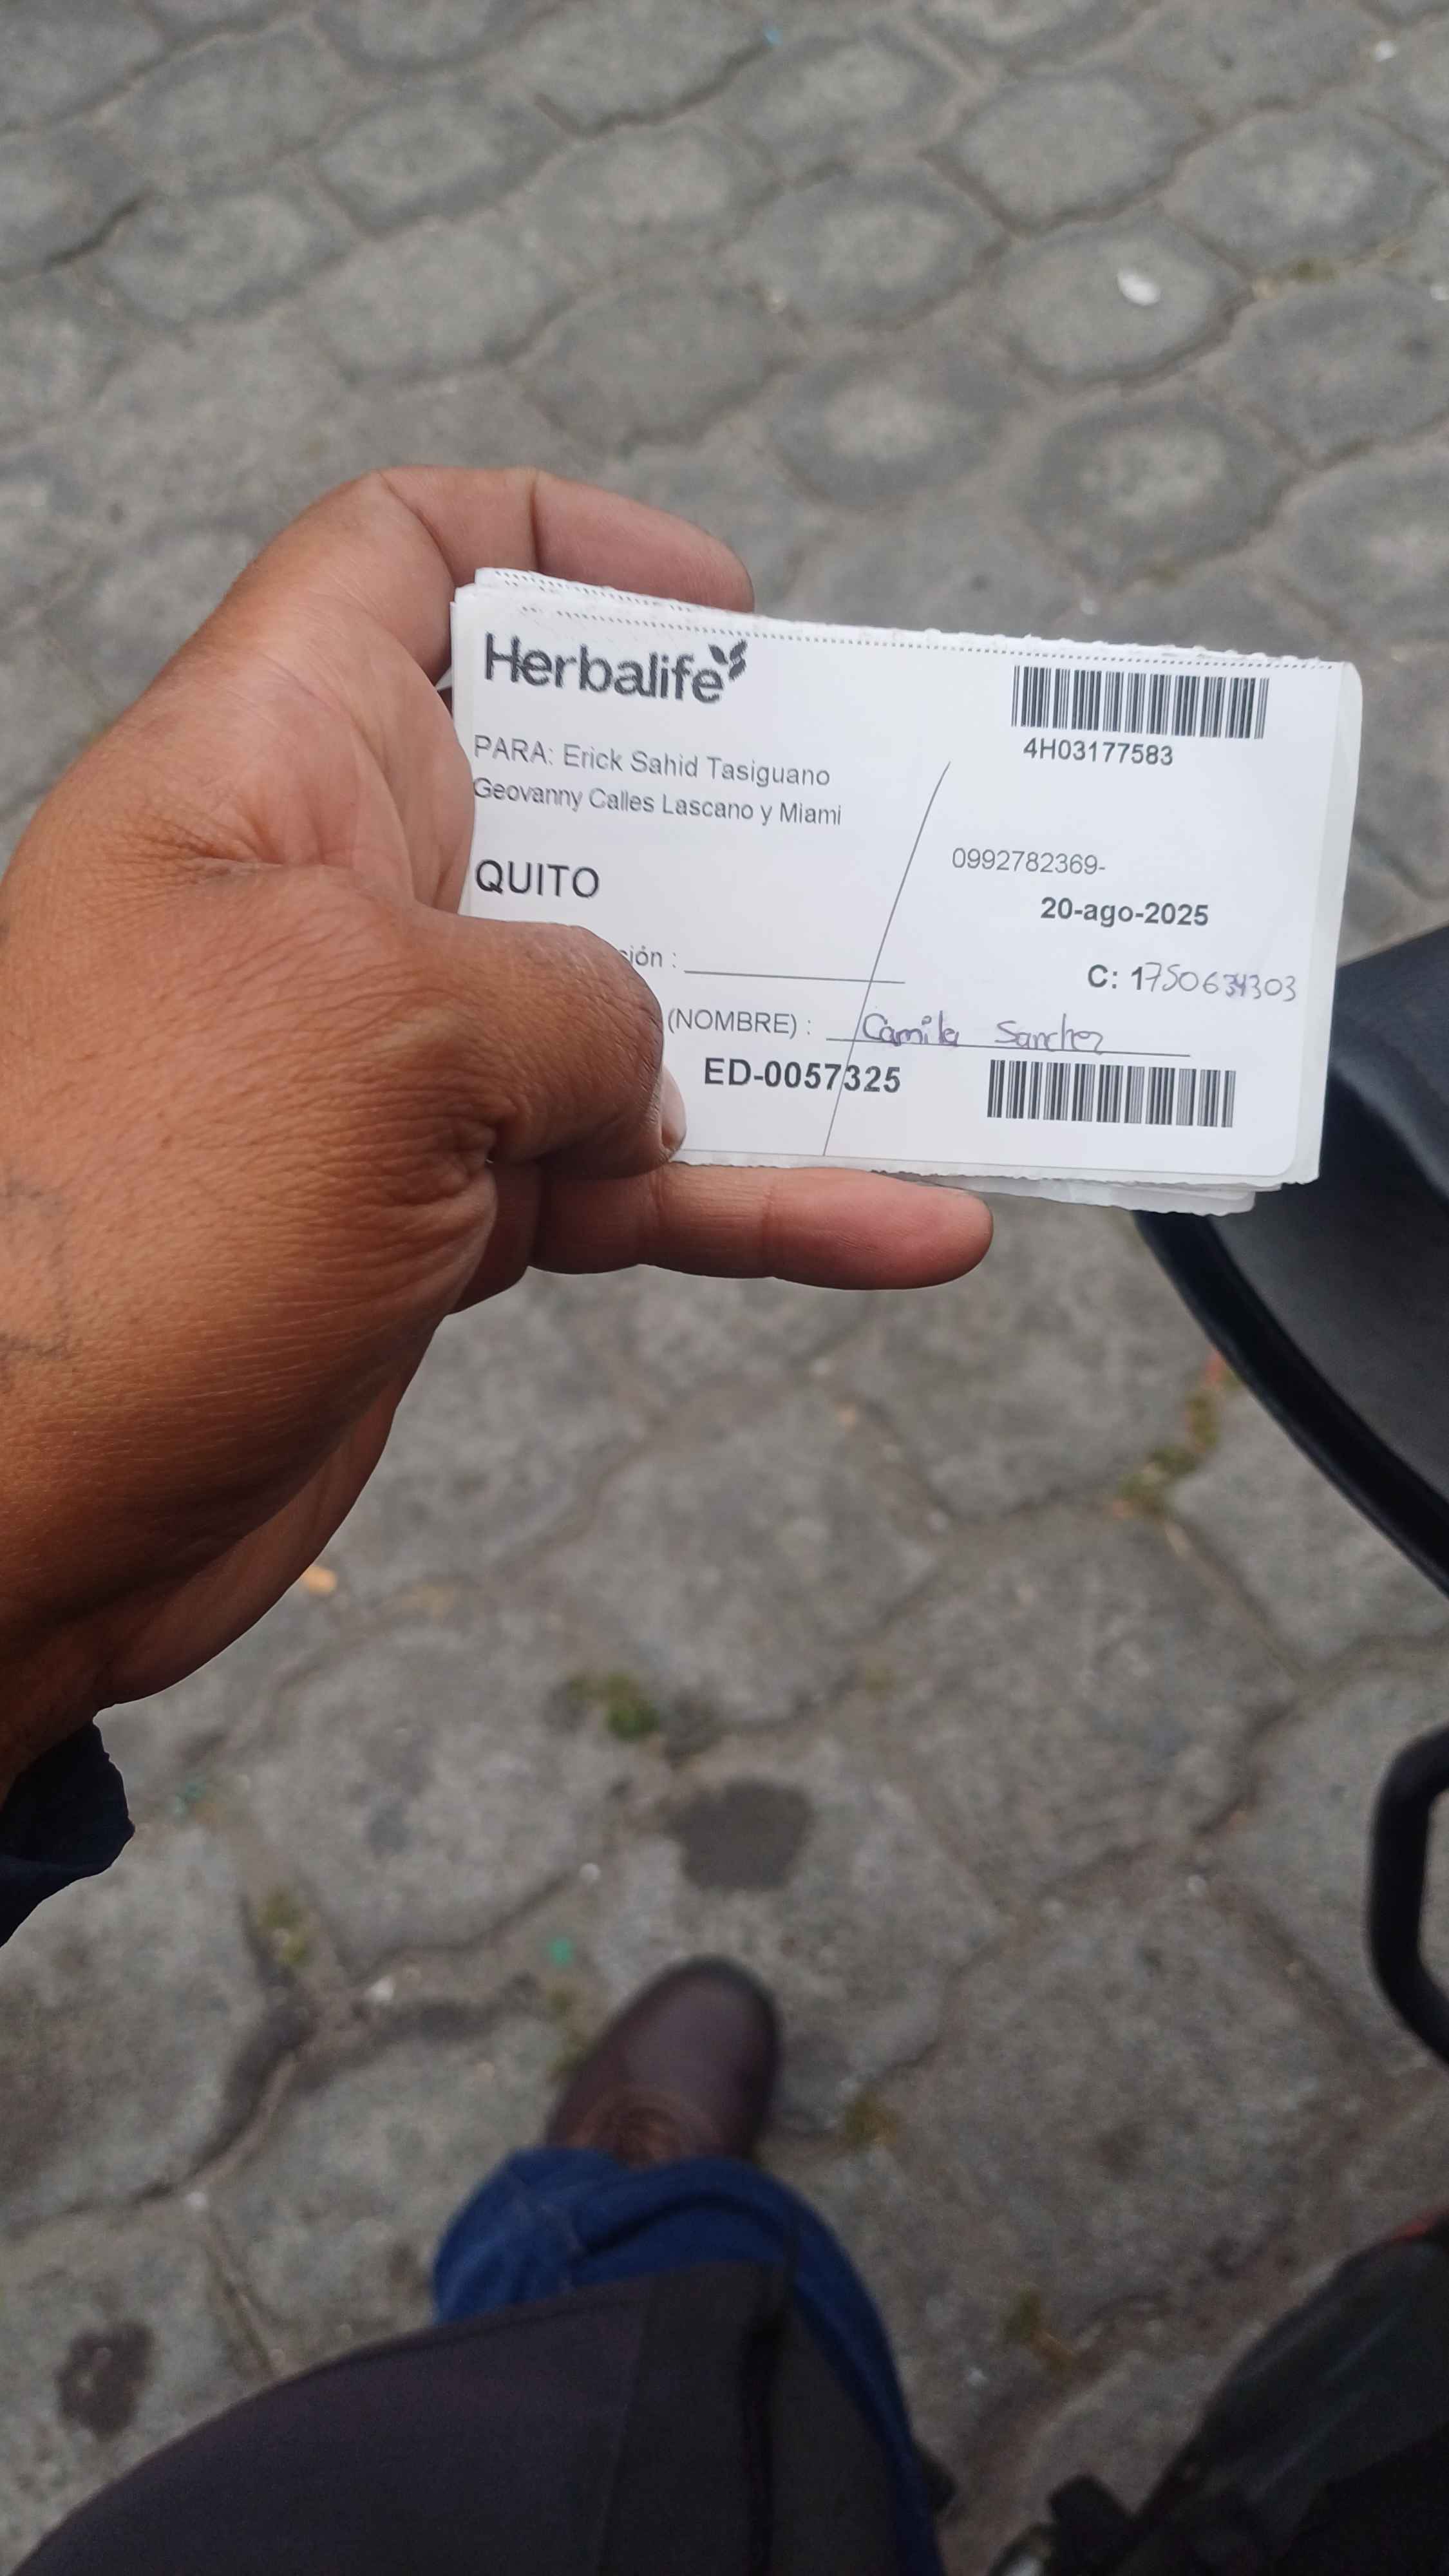 Herbalife
4H03177583
PARA: Erick Sahid Tasiguano
Geovanny Calles Lascano y Miami
0992782369-
QUITO
20-ago-2025
ión :
C: 1750634303
(NOMBRE) : Camila Sanchez
ED-0057325